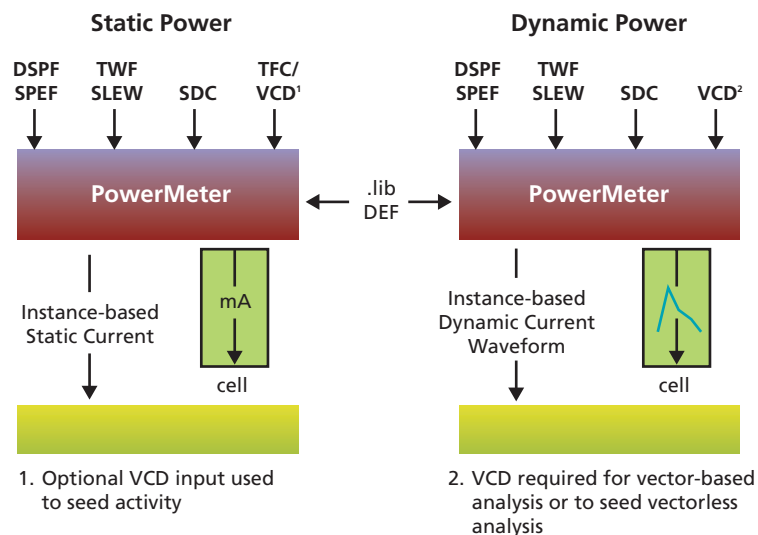 Static Power
DSPF
SPEF
TWF
SLEW
SDC
TFC/
VCD¹
PowerMeter
Instance-based
Static Current
mA
cell
1. Optional VCD input used
to seed activity
.lib
DEF
Dynamic Power
DSPF
SPEF
TWF
SLEW
SDC
VCD²
PowerMeter
Instance-based
Dynamic Current
Waveform
cell
2. VCD required for vector-based
analysis or to seed vectorless
analysis